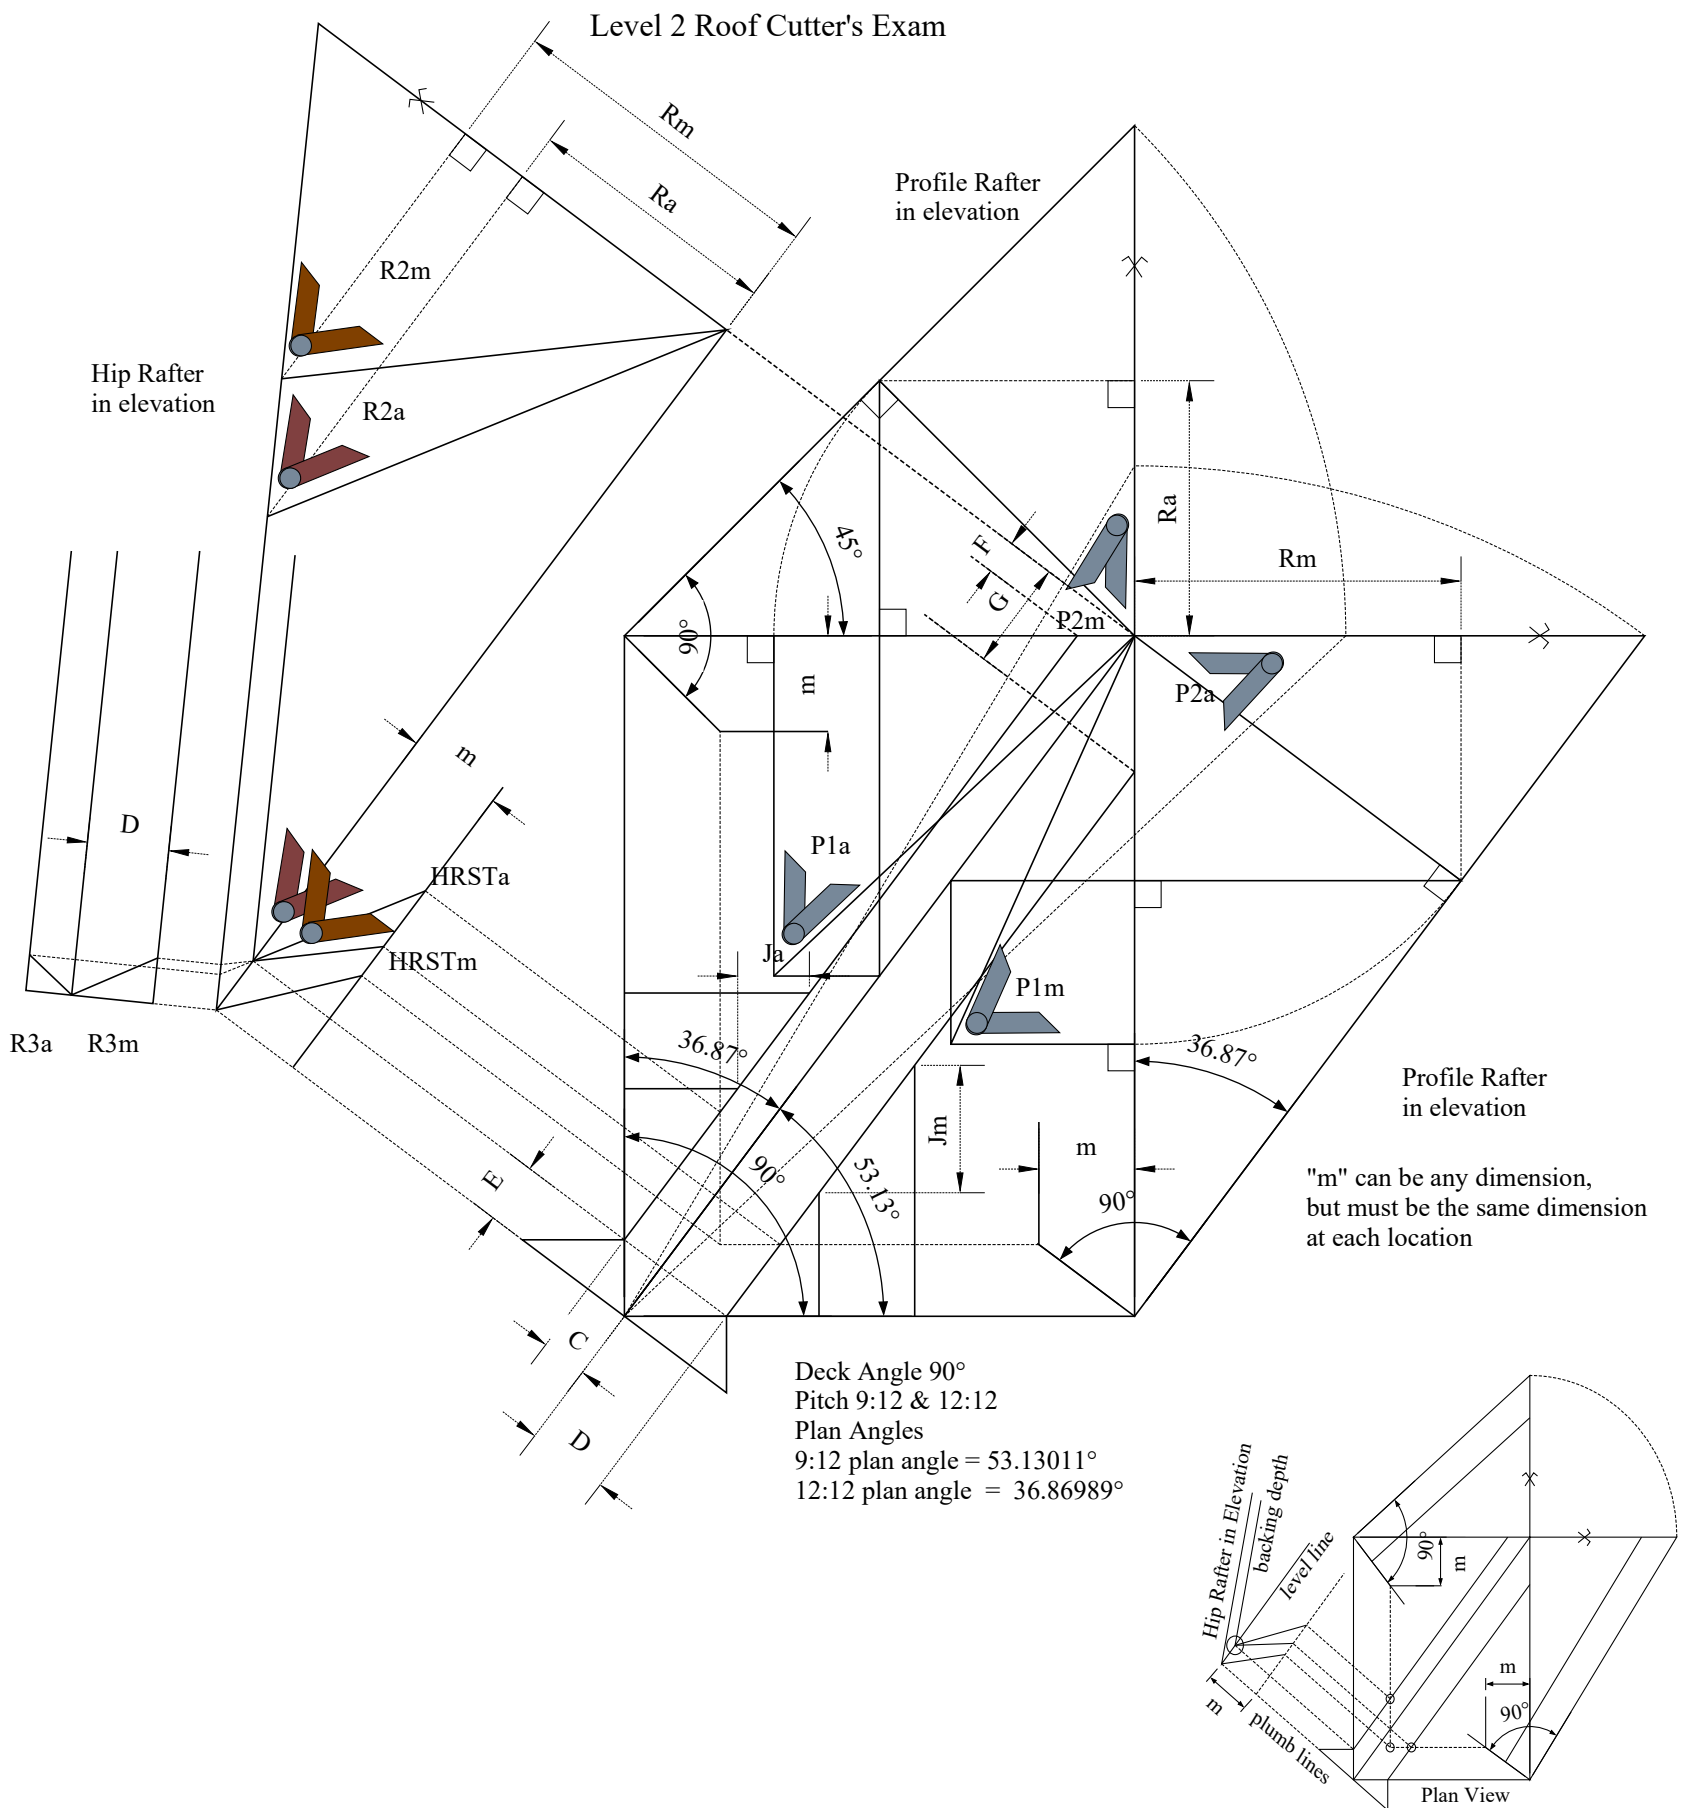 Level 2 Roof Cutter's Exam
Rm
Ra
Profile Rafter
in elevation
R2m
Hip Rafter
in elevation
R2a
45°
F
G
Ra
Rm
P2m
90°
m
P2a
m
D
P1a
HRSTa
HRSTm
Ja
P1m
R3a
R3m
36.87°
36.87°
Profile Rafter
in elevation
Jm
m
E
90°
53.13°
90°
"m" can be any dimension,
but must be the same dimension
at each location
C
D
Deck Angle 90°
Pitch 9:12 & 12:12
Plan Angles
9:12 plan angle = 53.13011°
12:12 plan angle = 36.86989°
Hip Rafter in Elevation
backing depth
level line
90°
m
m
90°
m
plumb lines
Plan View